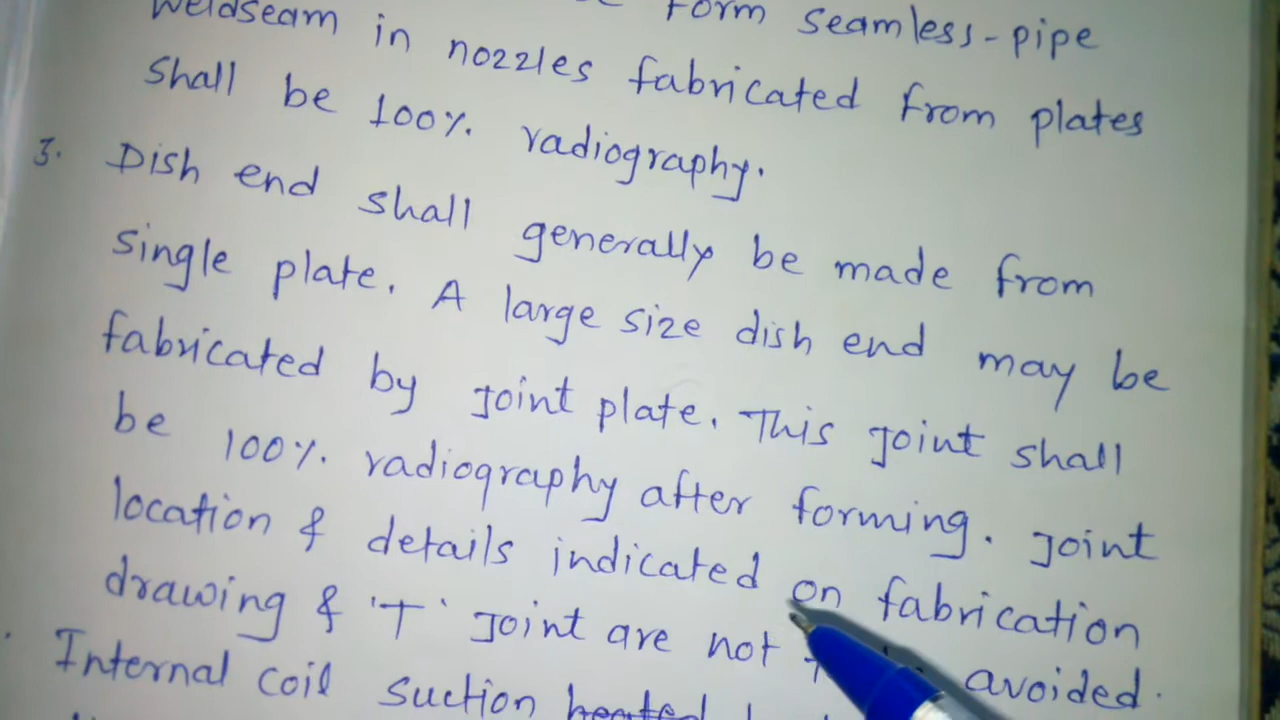 Weldseam in nozzles fabricated from plates
form seamless-pipe
shall be 100%. radiography.
3. Dish end shall generally be made from
single plate. A large size dish end may be
fabricated by joint plate. This joint shall
be 100%. radiography after forming. joint
location & details indicated on fabrication
drawing & 'T' joint are not avoided.
Internal coil suction heated